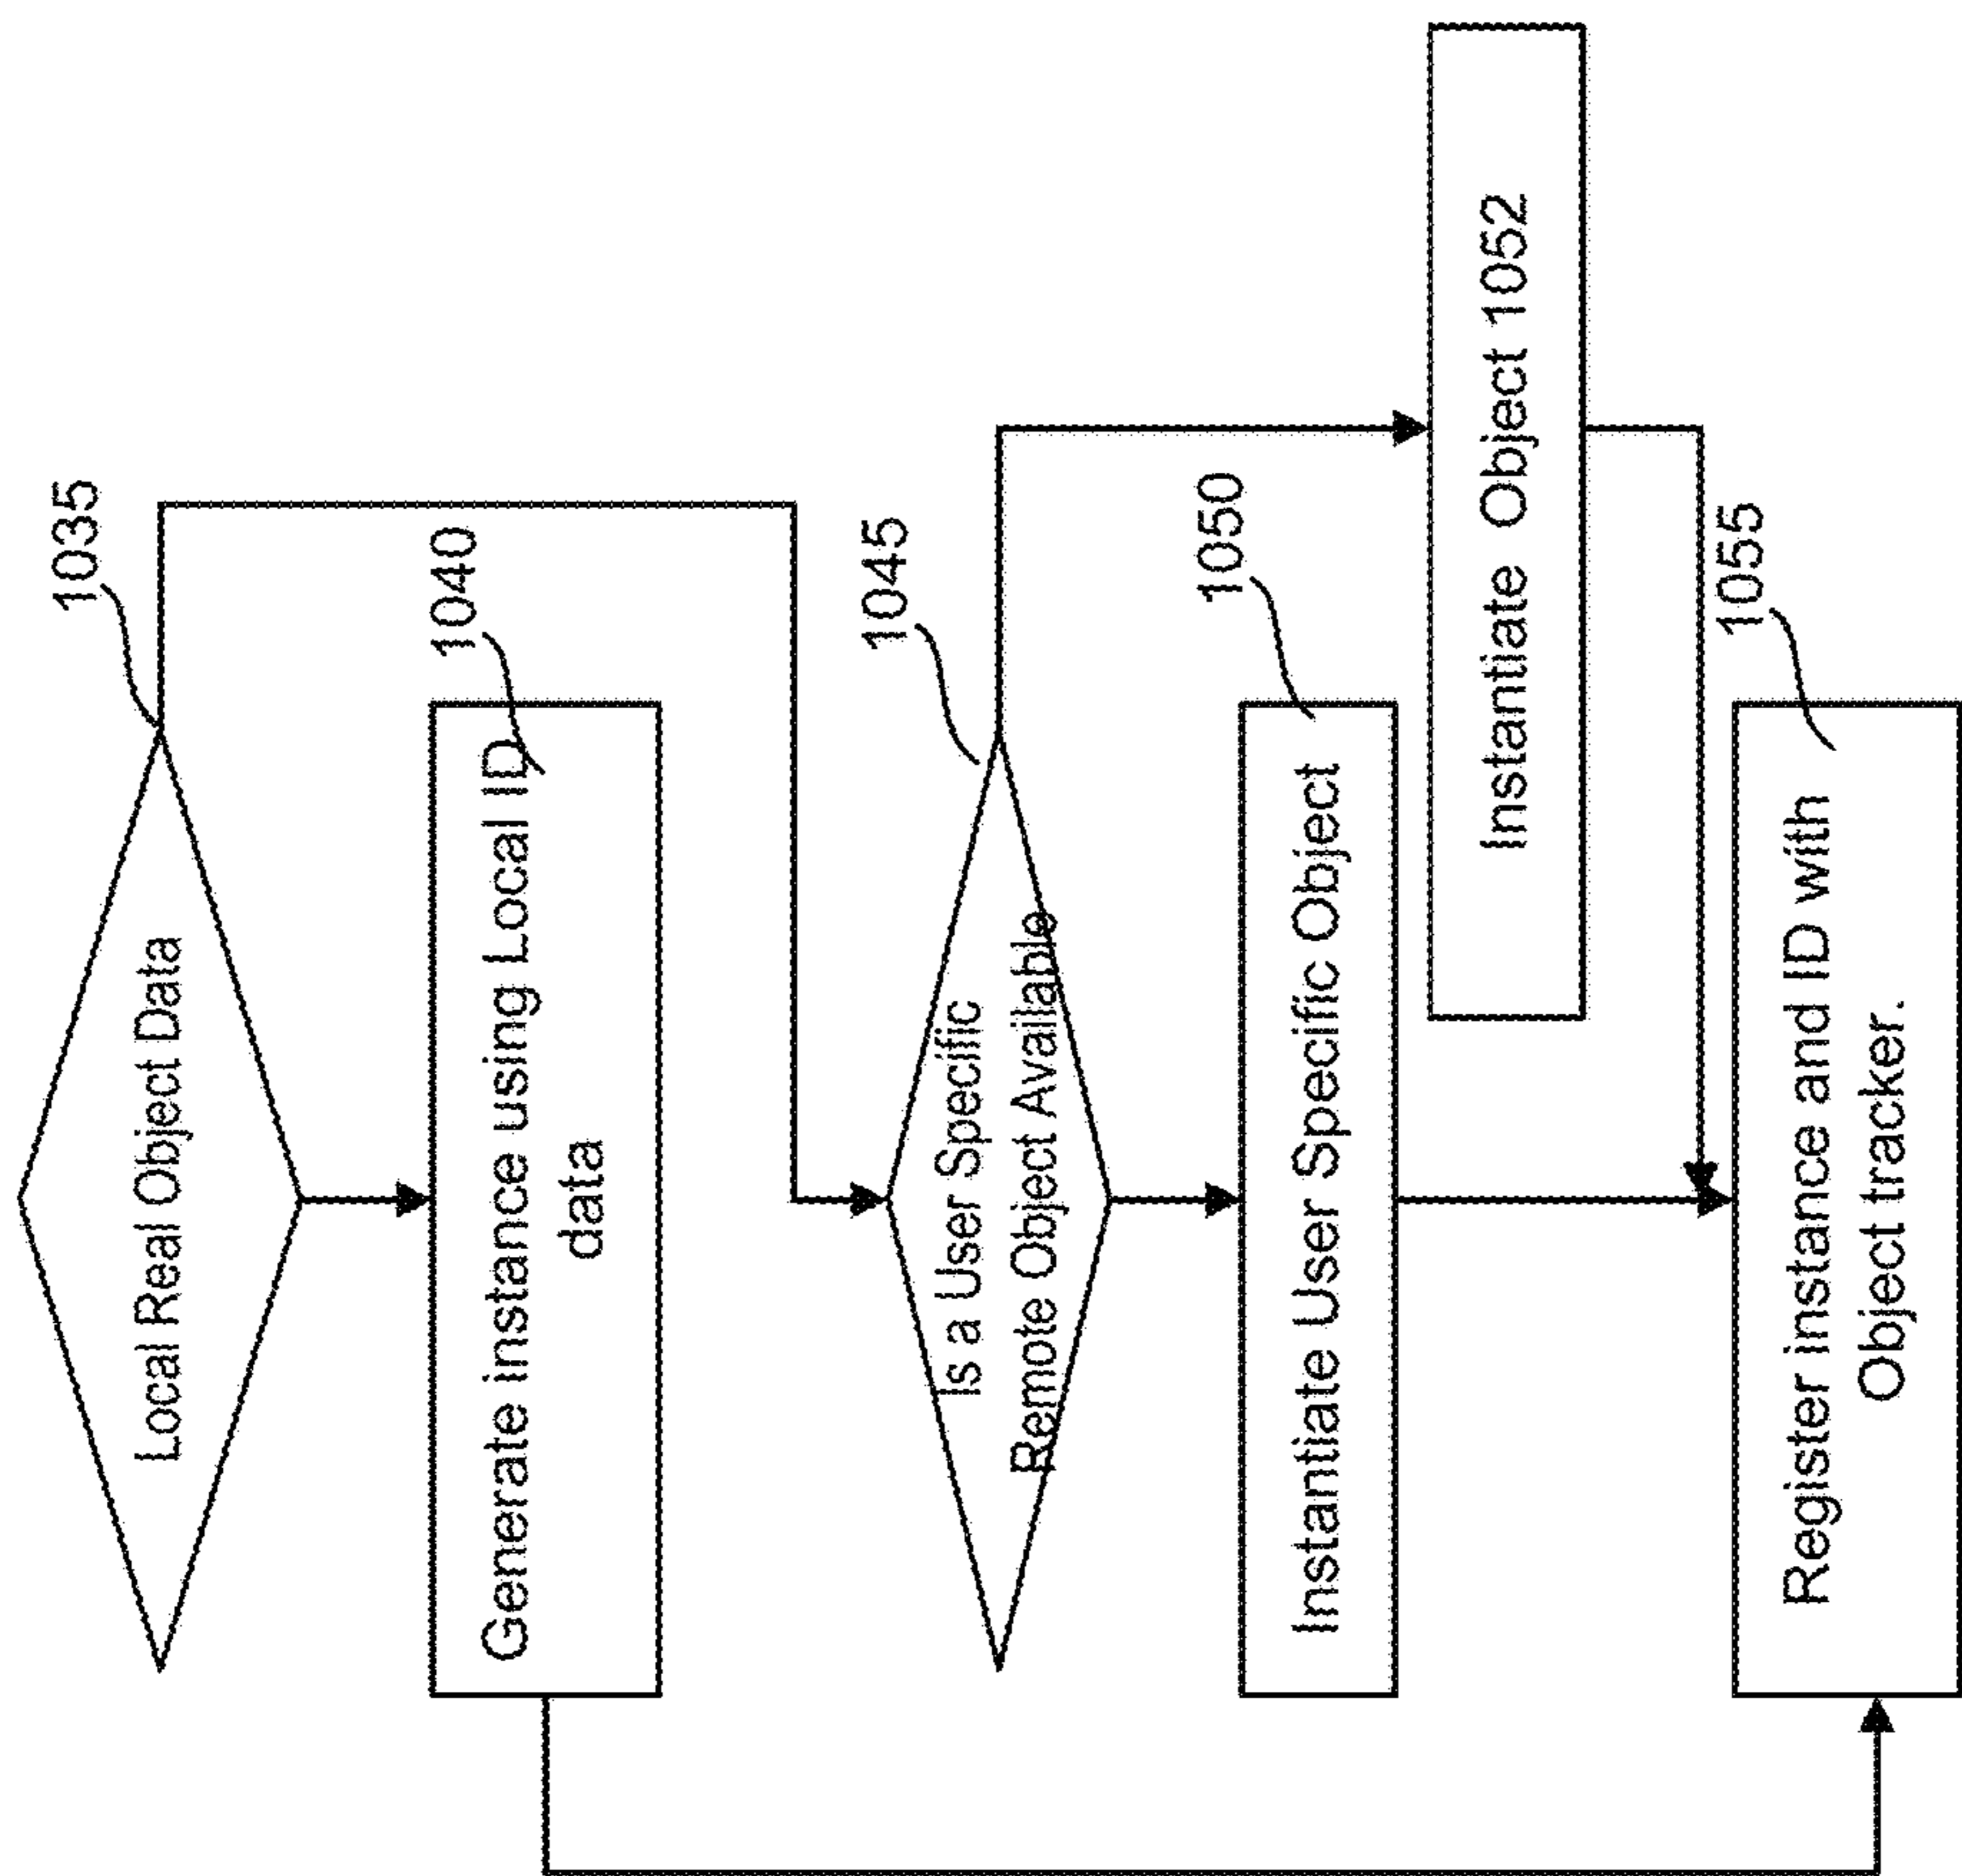 Local Real Object Data
1035
Generate instance using Local ID
data
1040
Is a User Specific
Remote Object Available
1045
Instantiate User Specific Object
1050
Instantiate Object 1052
Register instance and ID with
Object tracker.
1055